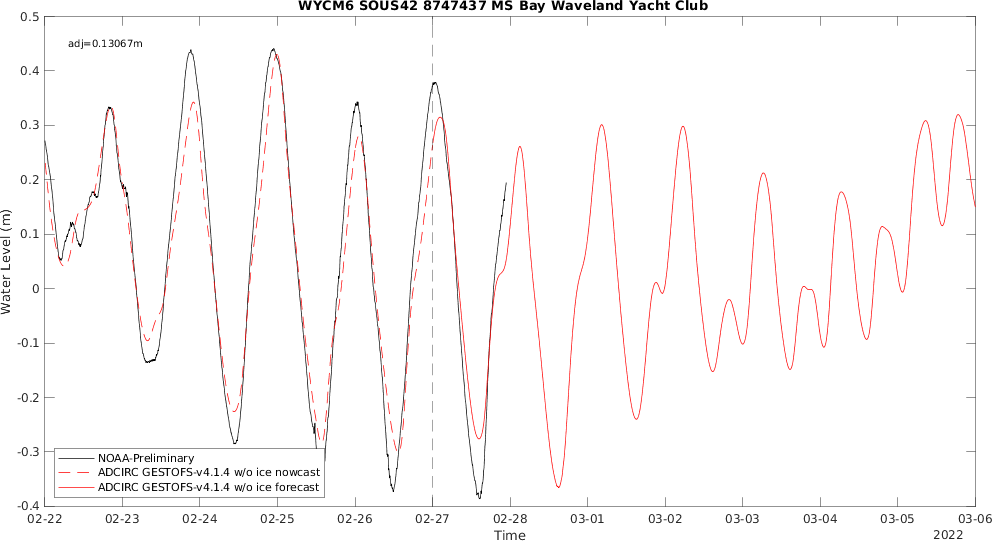 WYCM6 SOUS42 8747437 MS Bay Waveland Yacht Club
adj=0.13067m
0.5
0.4
0.3
0.2
0.1
0
-0.1
-0.2
-0.3
-0.4
Water Level (m)
NOAA-Preliminary
ADCIRC GESTOFS-v4.1.4 w/o ice nowcast
ADCIRC GESTOFS-v4.1.4 w/o ice forecast
02-22 02-23 02-24 02-25 02-26 02-27 02-28 03-01 03-02 03-03 03-04 03-05 03-06
Time
2022